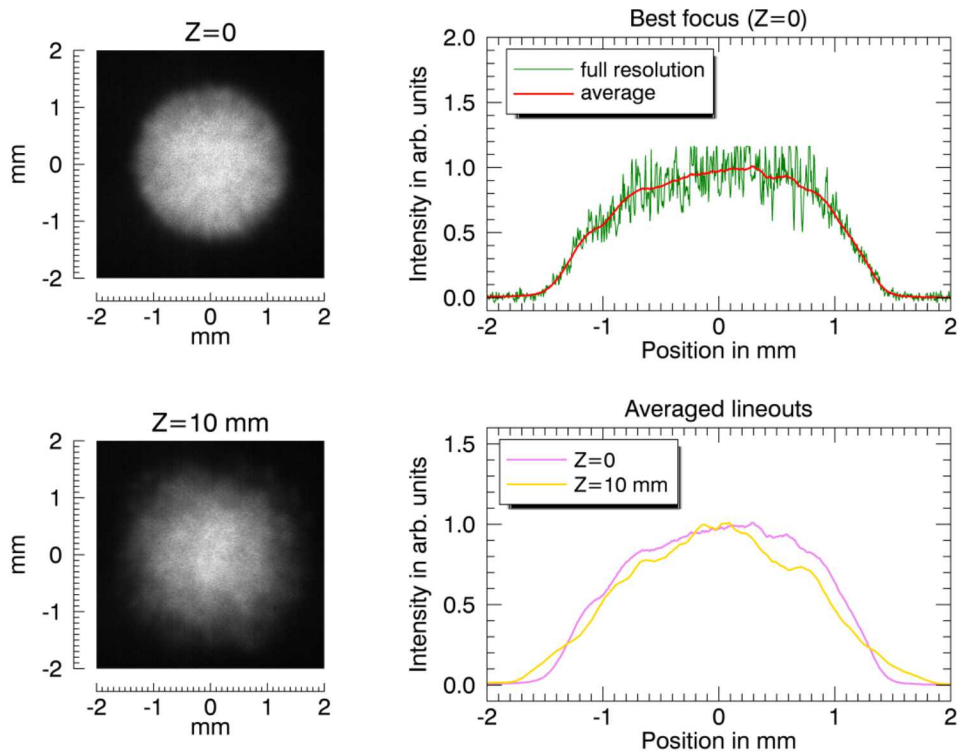 Z=0
2
1
0
-1
-2
mm
-2 -1 0 1 2
mm
Best focus (Z=0)
2.0
1.5
1.0
0.5
0.0
Intensity in arb. units
full resolution
average
-2 -1 0 1 2
Position in mm
Z=10 mm
2
1
0
-1
-2
mm
-2 -1 0 1 2
mm
Averaged lineouts
1.5
1.0
0.5
0.0
Intensity in arb. units
Z=0
Z=10 mm
-2 -1 0 1 2
Position in mm